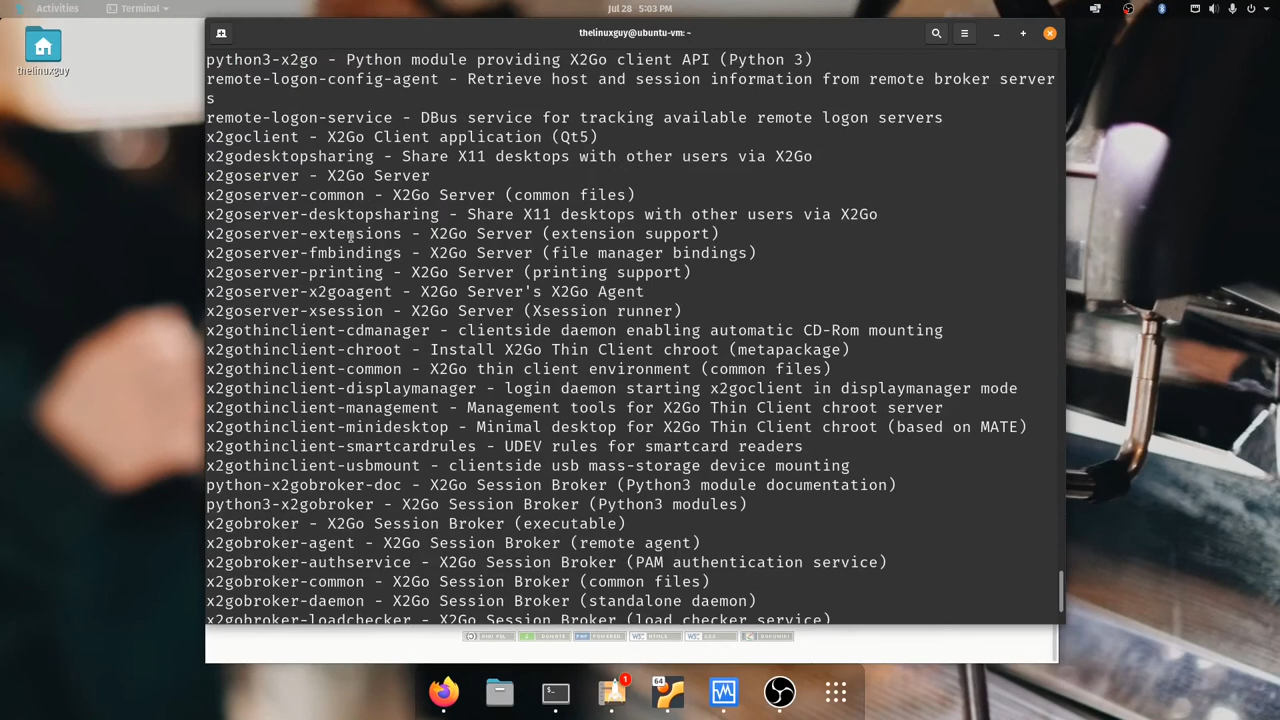 Activities
Terminal
Jul 28 5:03 PM
thelinuxguy
thelinuxguy@ubuntu-vm: ~
python3-x2go - Python module providing X2Go client API (Python 3)
remote-logon-config-agent - Retrieve host and session information from remote broker server
s
remote-logon-service - DBus service for tracking available remote logon servers
x2goclient - X2Go Client application (Qt5)
x2godesktopsharing - Share X11 desktops with other users via X2Go
x2goserver - X2Go Server
x2goserver-common - X2Go Server (common files)
x2goserver-desktopsharing - Share X11 desktops with other users via X2Go
x2goserver-extensions - X2Go Server (extension support)
x2goserver-fmbindings - X2Go Server (file manager bindings)
x2goserver-printing - X2Go Server (printing support)
x2goserver-x2goagent - X2Go Server's X2Go Agent
x2goserver-xsession - X2Go Server (Xsession runner)
x2gothinclient-cdmanager - clientside daemon enabling automatic CD-Rom mounting
x2gothinclient-chroot - Install X2Go Thin Client chroot (metapackage)
x2gothinclient-common - X2Go thin client environment (common files)
x2gothinclient-displaymanager - login daemon starting x2goclient in displaymanager mode
x2gothinclient-management - Management tools for X2Go Thin Client chroot server
x2gothinclient-minidesktop - Minimal desktop for X2Go Thin Client chroot (based on MATE)
x2gothinclient-smartcardrules - UDEV rules for smartcard readers
x2gothinclient-usbmount - clientside usb mass-storage device mounting
python-x2gobroker-doc - X2Go Session Broker (Python3 module documentation)
python3-x2gobroker - X2Go Session Broker (Python3 modules)
x2gobroker - X2Go Session Broker (executable)
x2gobroker-agent - X2Go Session Broker (remote agent)
x2gobroker-authservice - X2Go Session Broker (PAM authentication service)
x2gobroker-common - X2Go Session Broker (common files)
x2gobroker-daemon - X2Go Session Broker (standalone daemon)
x2gobroker-loadchecker - X2Go Session Broker (load checker service)
DONATE
POWERED
1
64